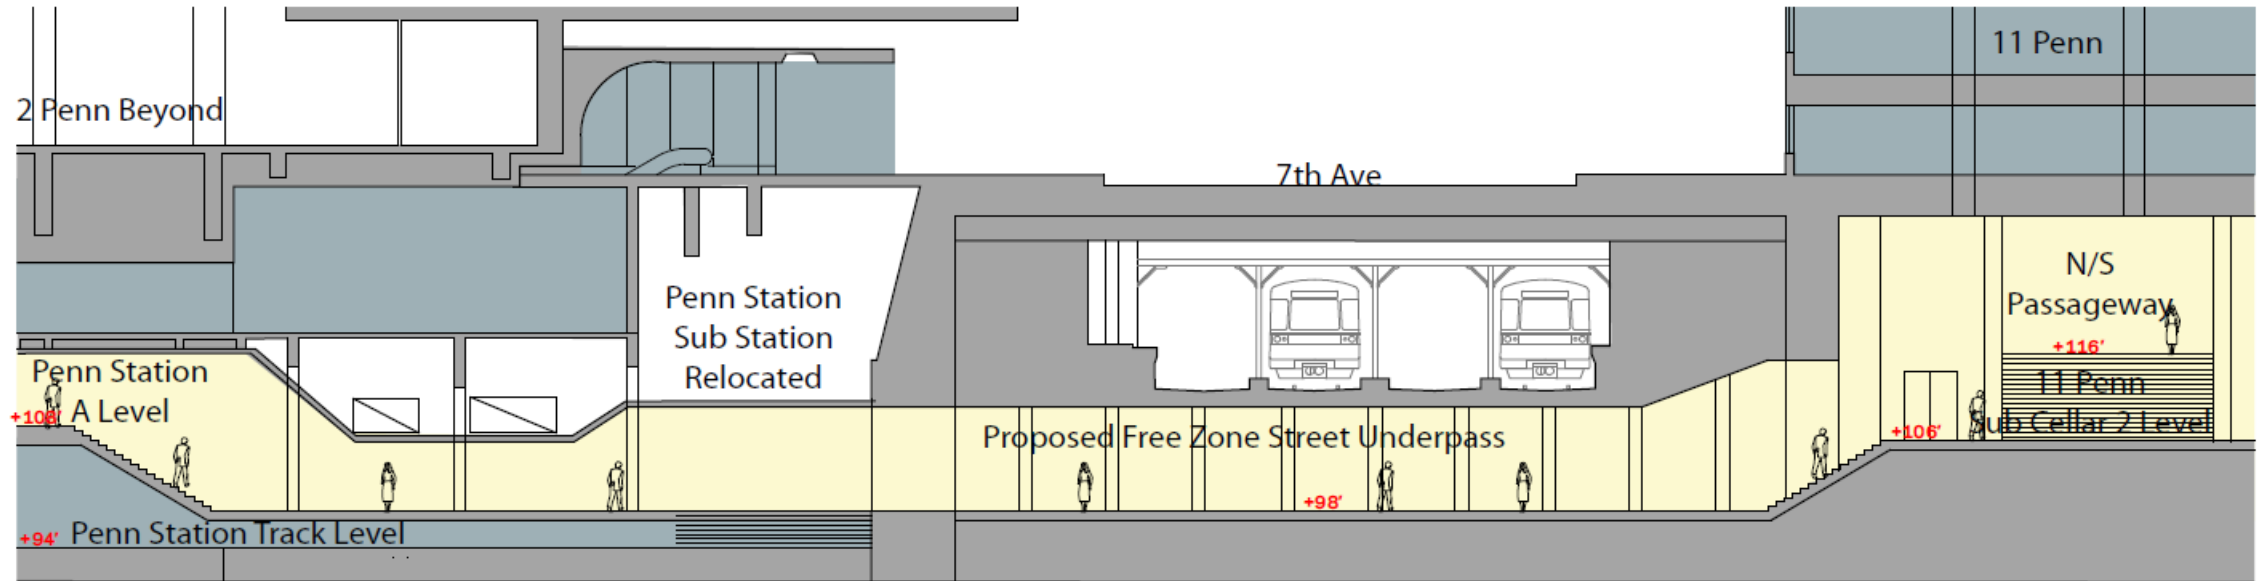 11 Penn
2 Penn Beyond
7th Ave
N/S
Passageway
Penn Station
Sub Station
Relocated
+116'
Penn Station
A Level
+108'
11 Penn
Sub Cellar 2 Level
+106'
Proposed Free Zone Street Underpass
+98'
+94' Penn Station Track Level